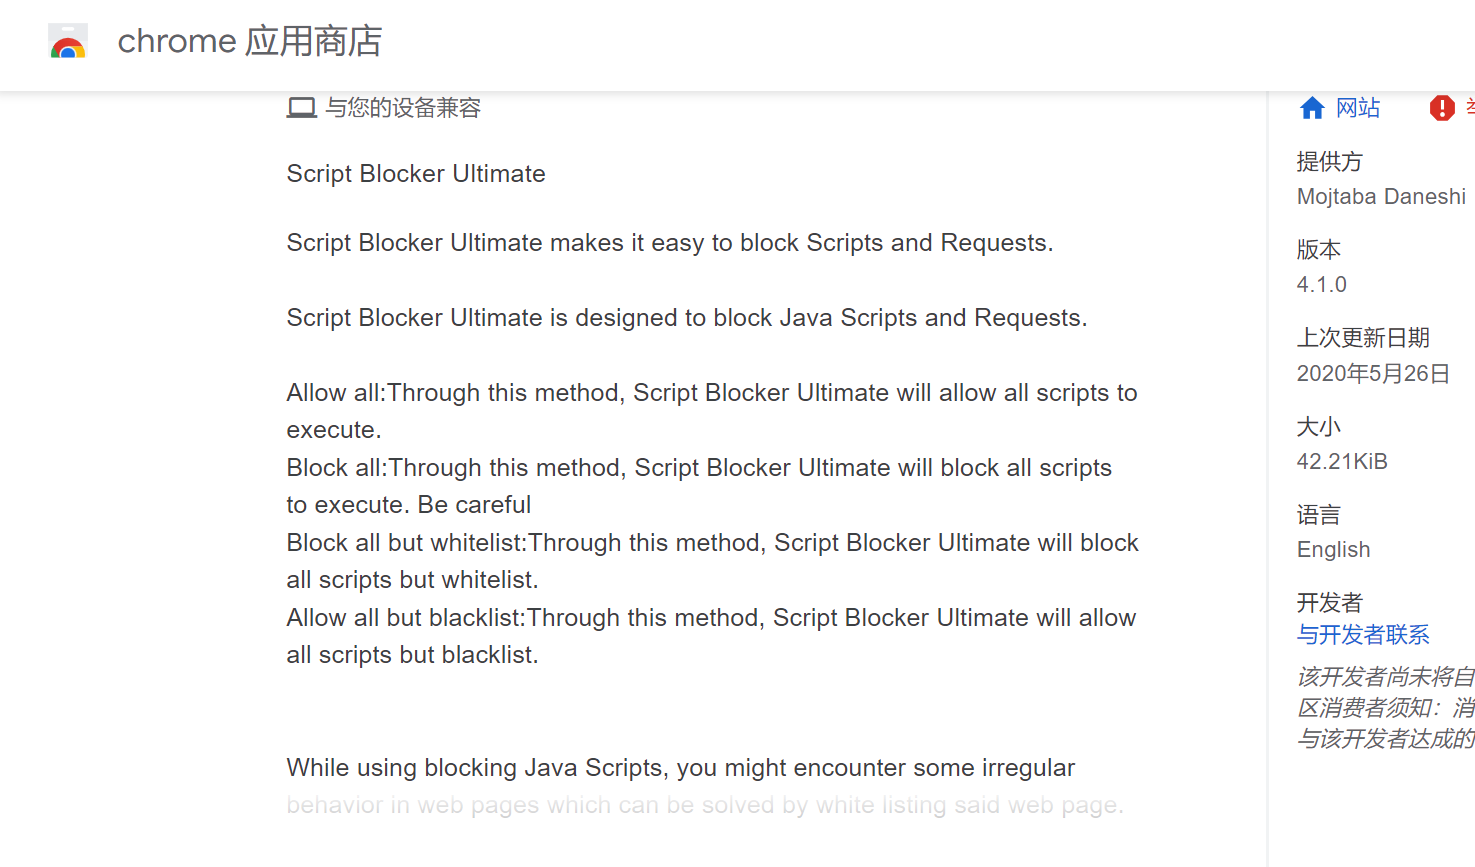 chrome 应用商店
与您的设备兼容
Script Blocker Ultimate
Script Blocker Ultimate makes it easy to block Scripts and Requests.
Script Blocker Ultimate is designed to block Java Scripts and Requests.
Allow all:Through this method, Script Blocker Ultimate will allow all scripts to
execute.
Block all:Through this method, Script Blocker Ultimate will block all scripts
to execute. Be careful
Block all but whitelist:Through this method, Script Blocker Ultimate will block
all scripts but whitelist.
Allow all but blacklist:Through this method, Script Blocker Ultimate will allow
all scripts but blacklist.
While using blocking Java Scripts, you might encounter some irregular
behavior in web pages which can be solved by white listing said web page.
网站
提供方
Mojtaba Daneshi
版本
4.1.0
上次更新日期
2020年5月26日
大小
42.21KiB
语言
English
开发者
与开发者联系
该开发者尚未将自
区消费者须知：消
与该开发者达成的